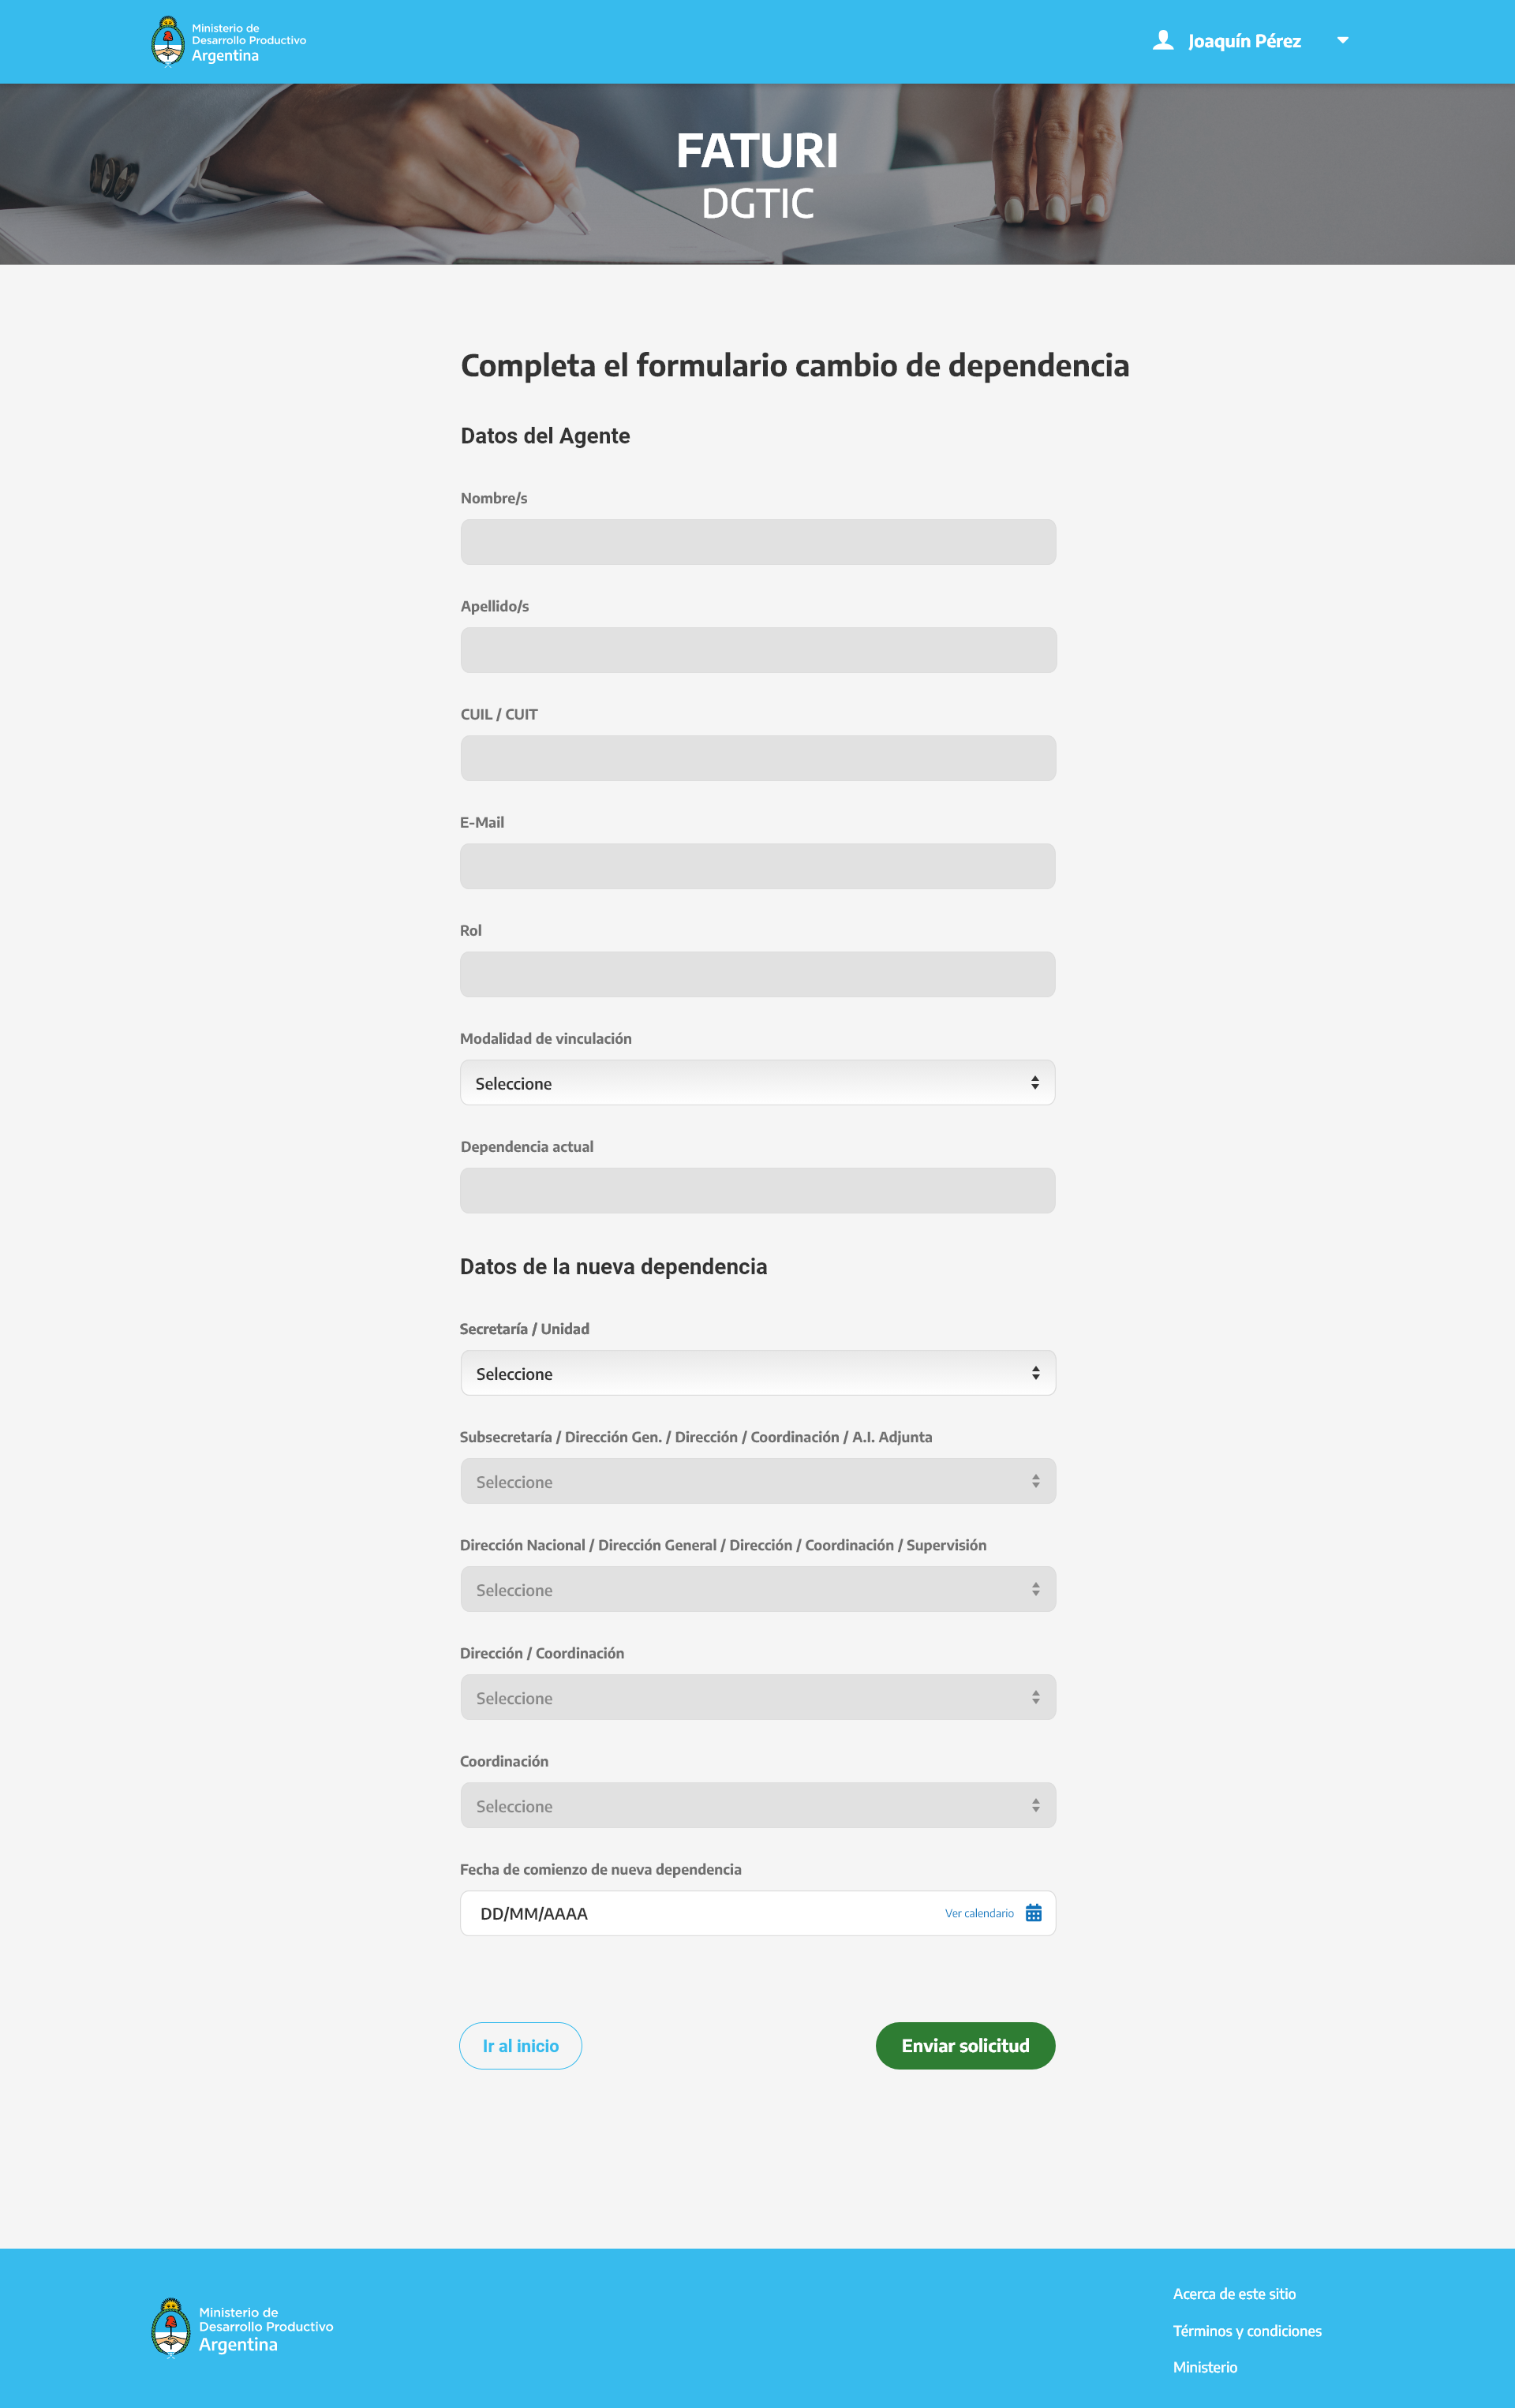 Ministerio de
Desarrollo Productivo
Argentina
Joaquín Pérez
FATURI
DGTIC
Completa el formulario cambio de dependencia
Datos del Agente
Nombre/s
Apellido/s
CUIL / CUIT
E-Mail
Rol
Modalidad de vinculación
Seleccione
Dependencia actual
Datos de la nueva dependencia
Secretaría / Unidad
Seleccione
Subsecretaría / Dirección Gen. / Dirección / Coordinación / A.I. Adjunta
Seleccione
Dirección Nacional / Dirección General / Dirección / Coordinación / Supervisión
Seleccione
Dirección / Coordinación
Seleccione
Coordinación
Seleccione
Fecha de comienzo de nueva dependencia
DD/MM/AAAA
Ver calendario
Ir al inicio
Enviar solicitud
Ministerio de
Desarrollo Productivo
Argentina
Acerca de este sitio
Términos y condiciones
Ministerio